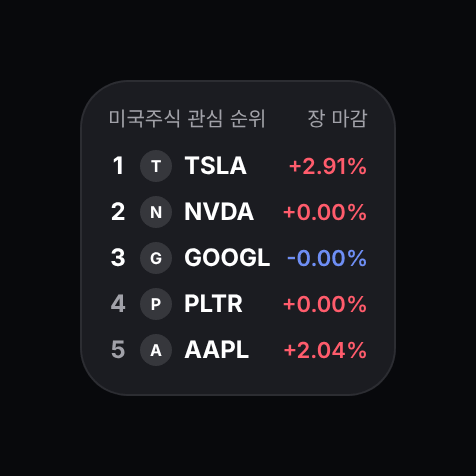 미국주식 관심 순위 장 마감
1 T TSLA +2.91%
2 N NVDA +0.00%
3 G GOOGL -0.00%
4 P PLTR +0.00%
5 A AAPL +2.04%